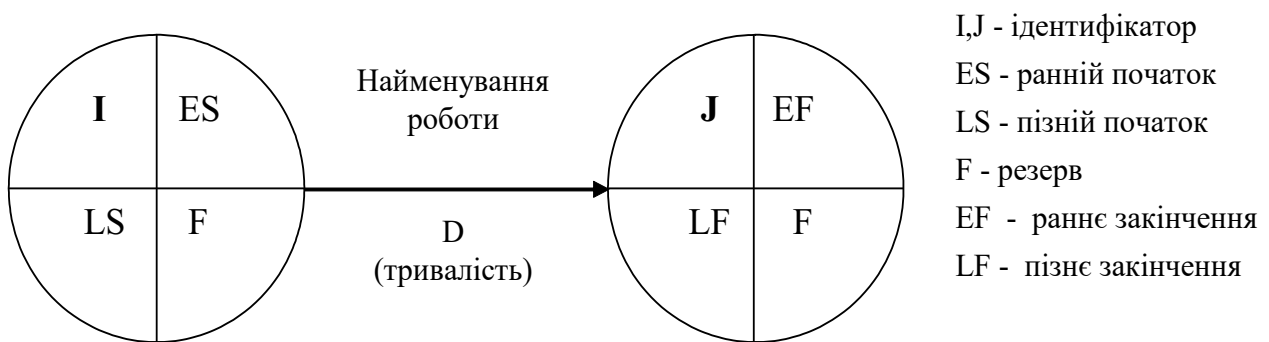 I ES
LS F
Найменування
роботи
D
(тривалість)
J EF
LF F
I,J - ідентифікатор
ES - ранній початок
LS - пізній початок
F - резерв
EF - раннє закінчення
LF - пізнє закінчення